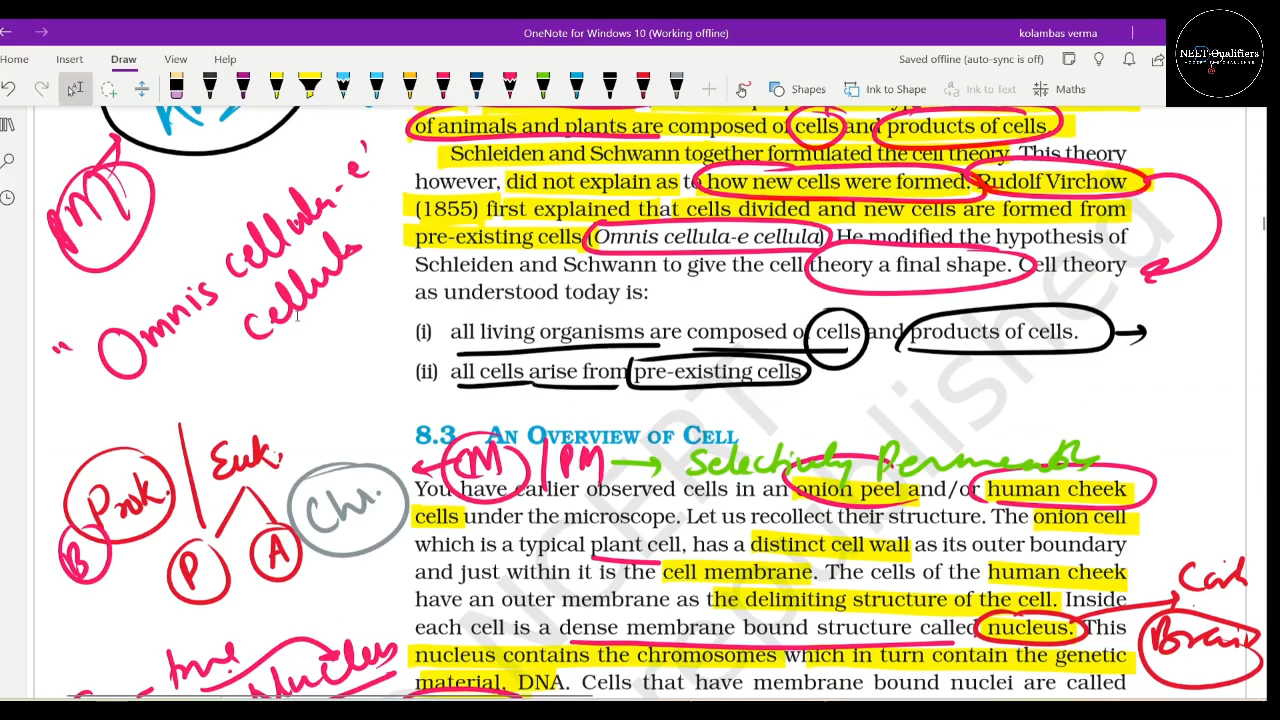 OneNote for Windows 10 (Working offline)
kolambas verma
NEET Qualifiers
Home Insert Draw View Help
Saved offline (auto-sync is off)
Shapes Ink to Shape Ink to Text Maths
of animals and plants are composed of cells and products of cells.
Schleiden and Schwann together formulated the cell theory. This theory
however, did not explain as to how new cells were formed. Rudolf Virchow
(1855) first explained that cells divided and new cells are formed from
pre-existing cells (Omnis cellula-e cellula). He modified the hypothesis of
Schleiden and Schwann to give the cell theory a final shape. Cell theory
as understood today is:
(i) all living organisms are composed of cells and products of cells.
(ii) all cells arise from pre-existing cells.
PM
"Omnis cellula-e'
cellula
8.3 AN OVERVIEW OF CELL
M / PM → Selectively Permeable
Prok. Euk. Chr.
B P A
You have earlier observed cells in an onion peel and/or human cheek
cells under the microscope. Let us recollect their structure. The onion cell
which is a typical plant cell, has a distinct cell wall as its outer boundary
and just within it is the cell membrane. The cells of the human cheek
have an outer membrane as the delimiting structure of the cell. Inside
each cell is a dense membrane bound structure called nucleus. This
nucleus contains the chromosomes which in turn contain the genetic
material, DNA. Cells that have membrane bound nuclei are called
Brain
true
Nucleus
NCERT
republished